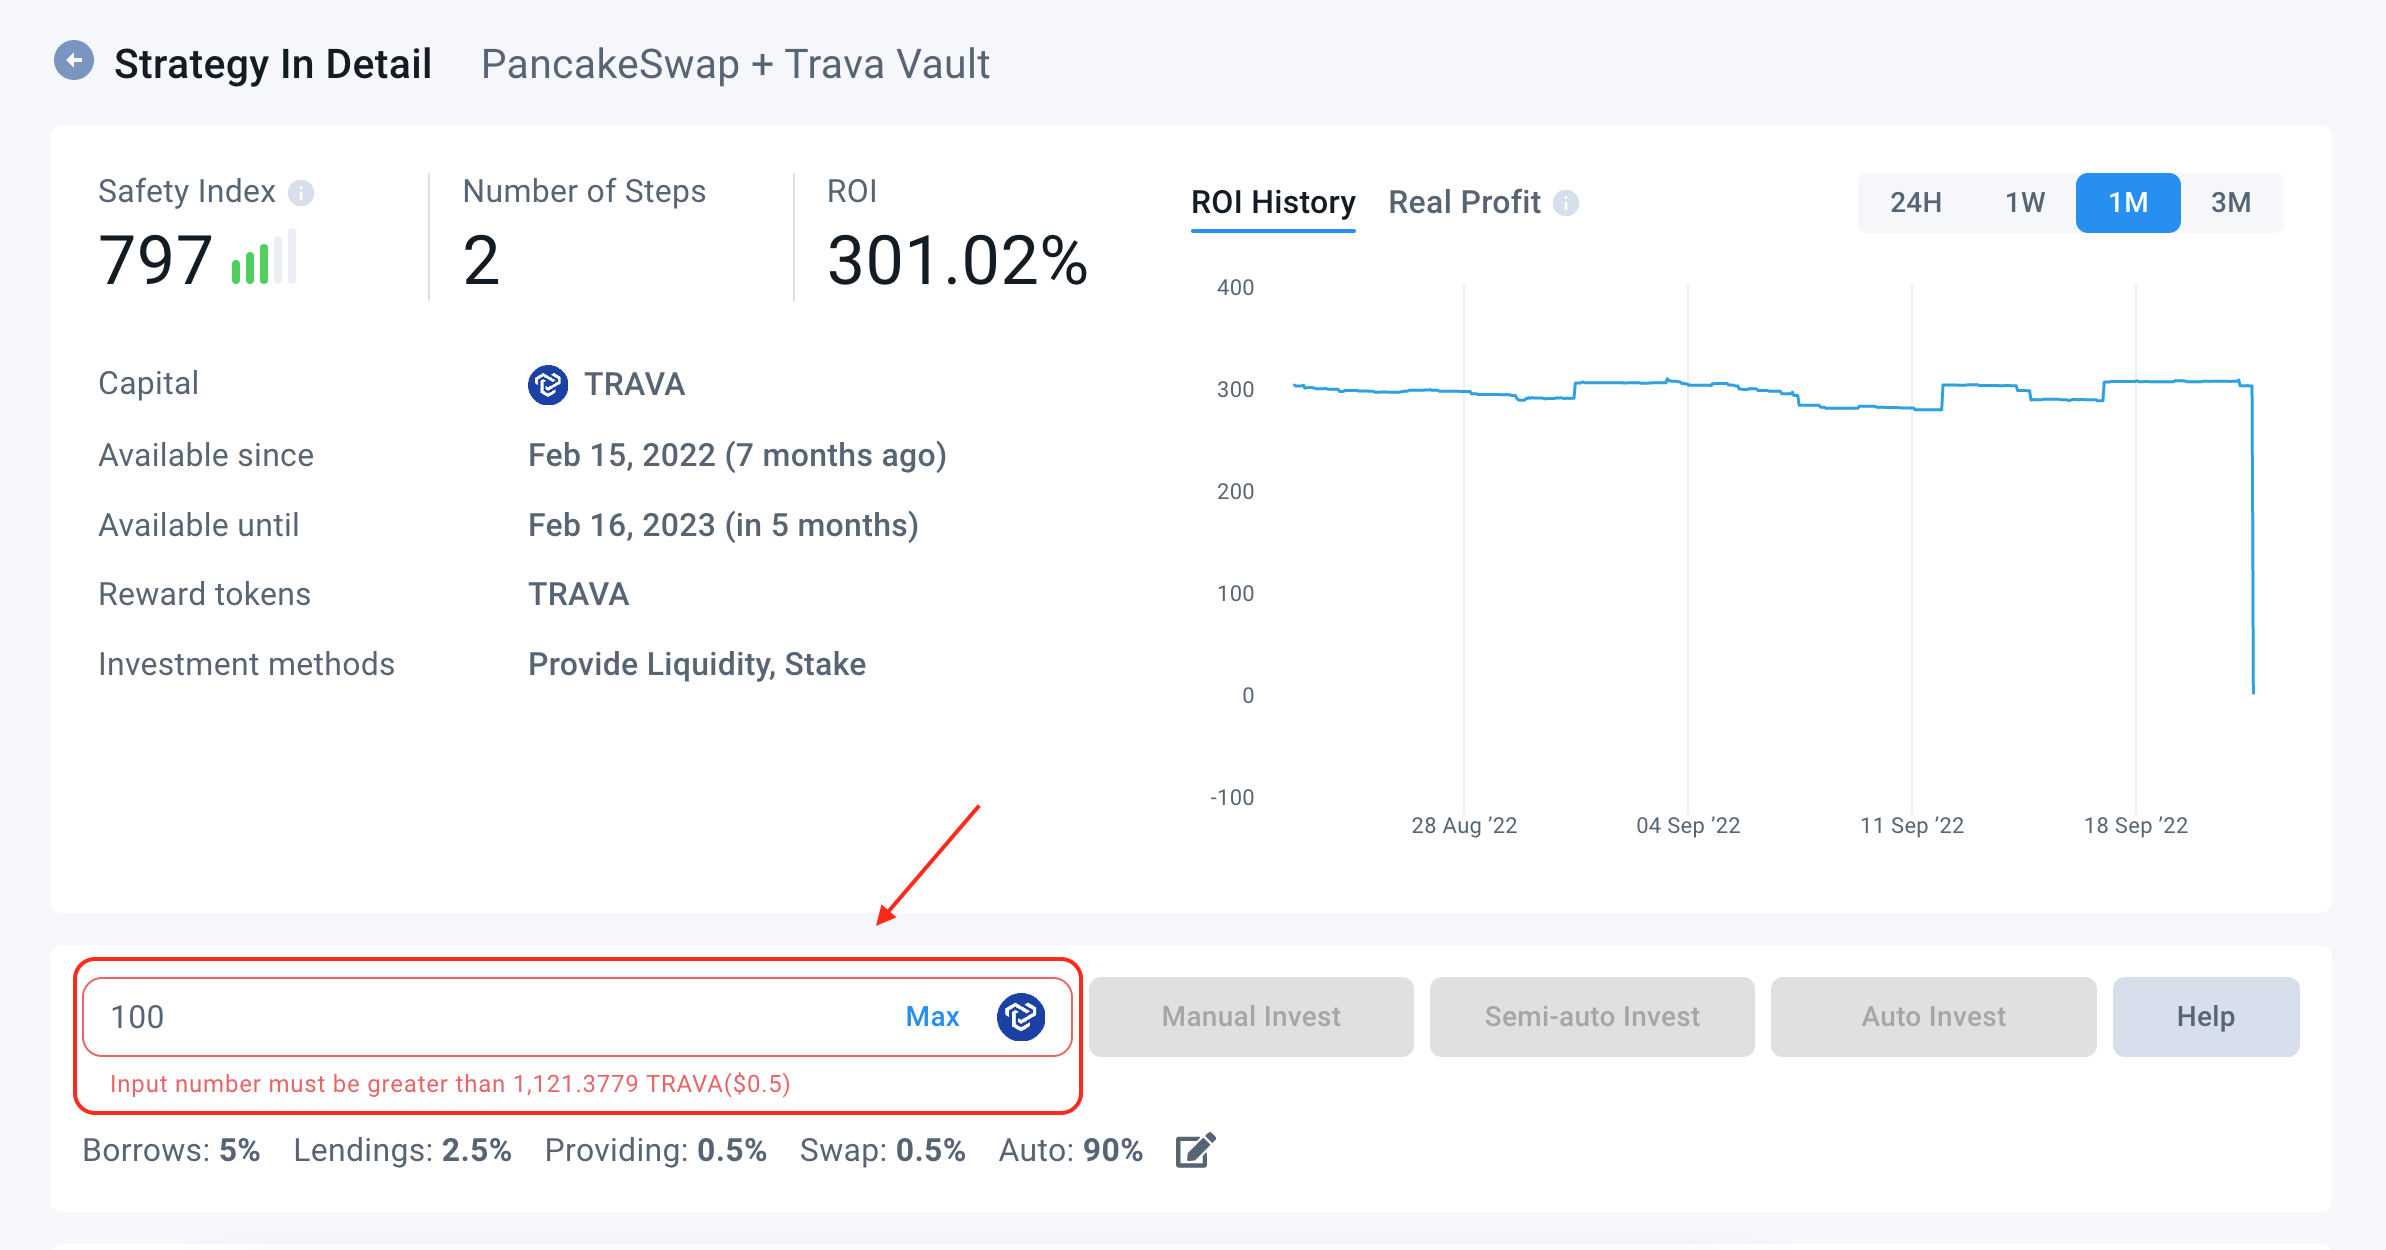 Strategy In Detail PancakeSwap + Trava Vault
Safety Index
797
Number of Steps
2
ROI
301.02%
Capital TRAVA
Available since Feb 15, 2022 (7 months ago)
Available until Feb 16, 2023 (in 5 months)
Reward tokens TRAVA
Investment methods Provide Liquidity, Stake
ROI History Real Profit
24H 1W 1M 3M
400
300
200
100
0
-100
28 Aug ’22 04 Sep ’22 11 Sep ’22 18 Sep ’22
100 Max
Manual Invest Semi-auto Invest Auto Invest Help
Input number must be greater than 1,121.3779 TRAVA($0.5)
Borrows: 5% Lendings: 2.5% Providing: 0.5% Swap: 0.5% Auto: 90%